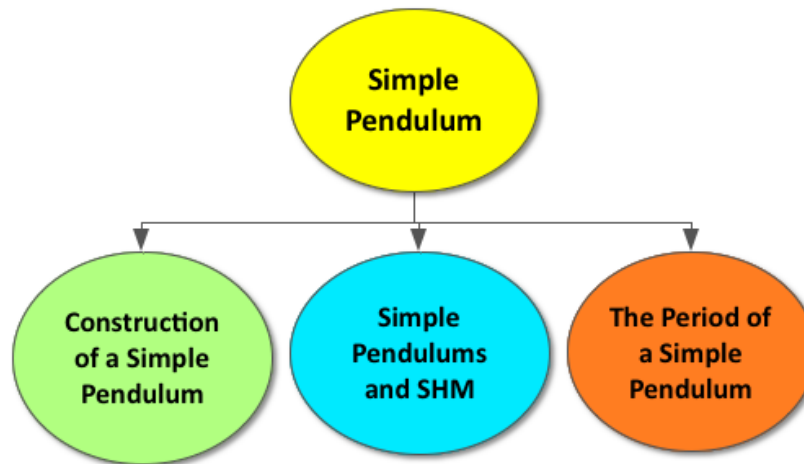 Simple
Pendulum
Construction
of a Simple
Pendulum
Simple
Pendulums
and SHM
The Period of
a Simple
Pendulum